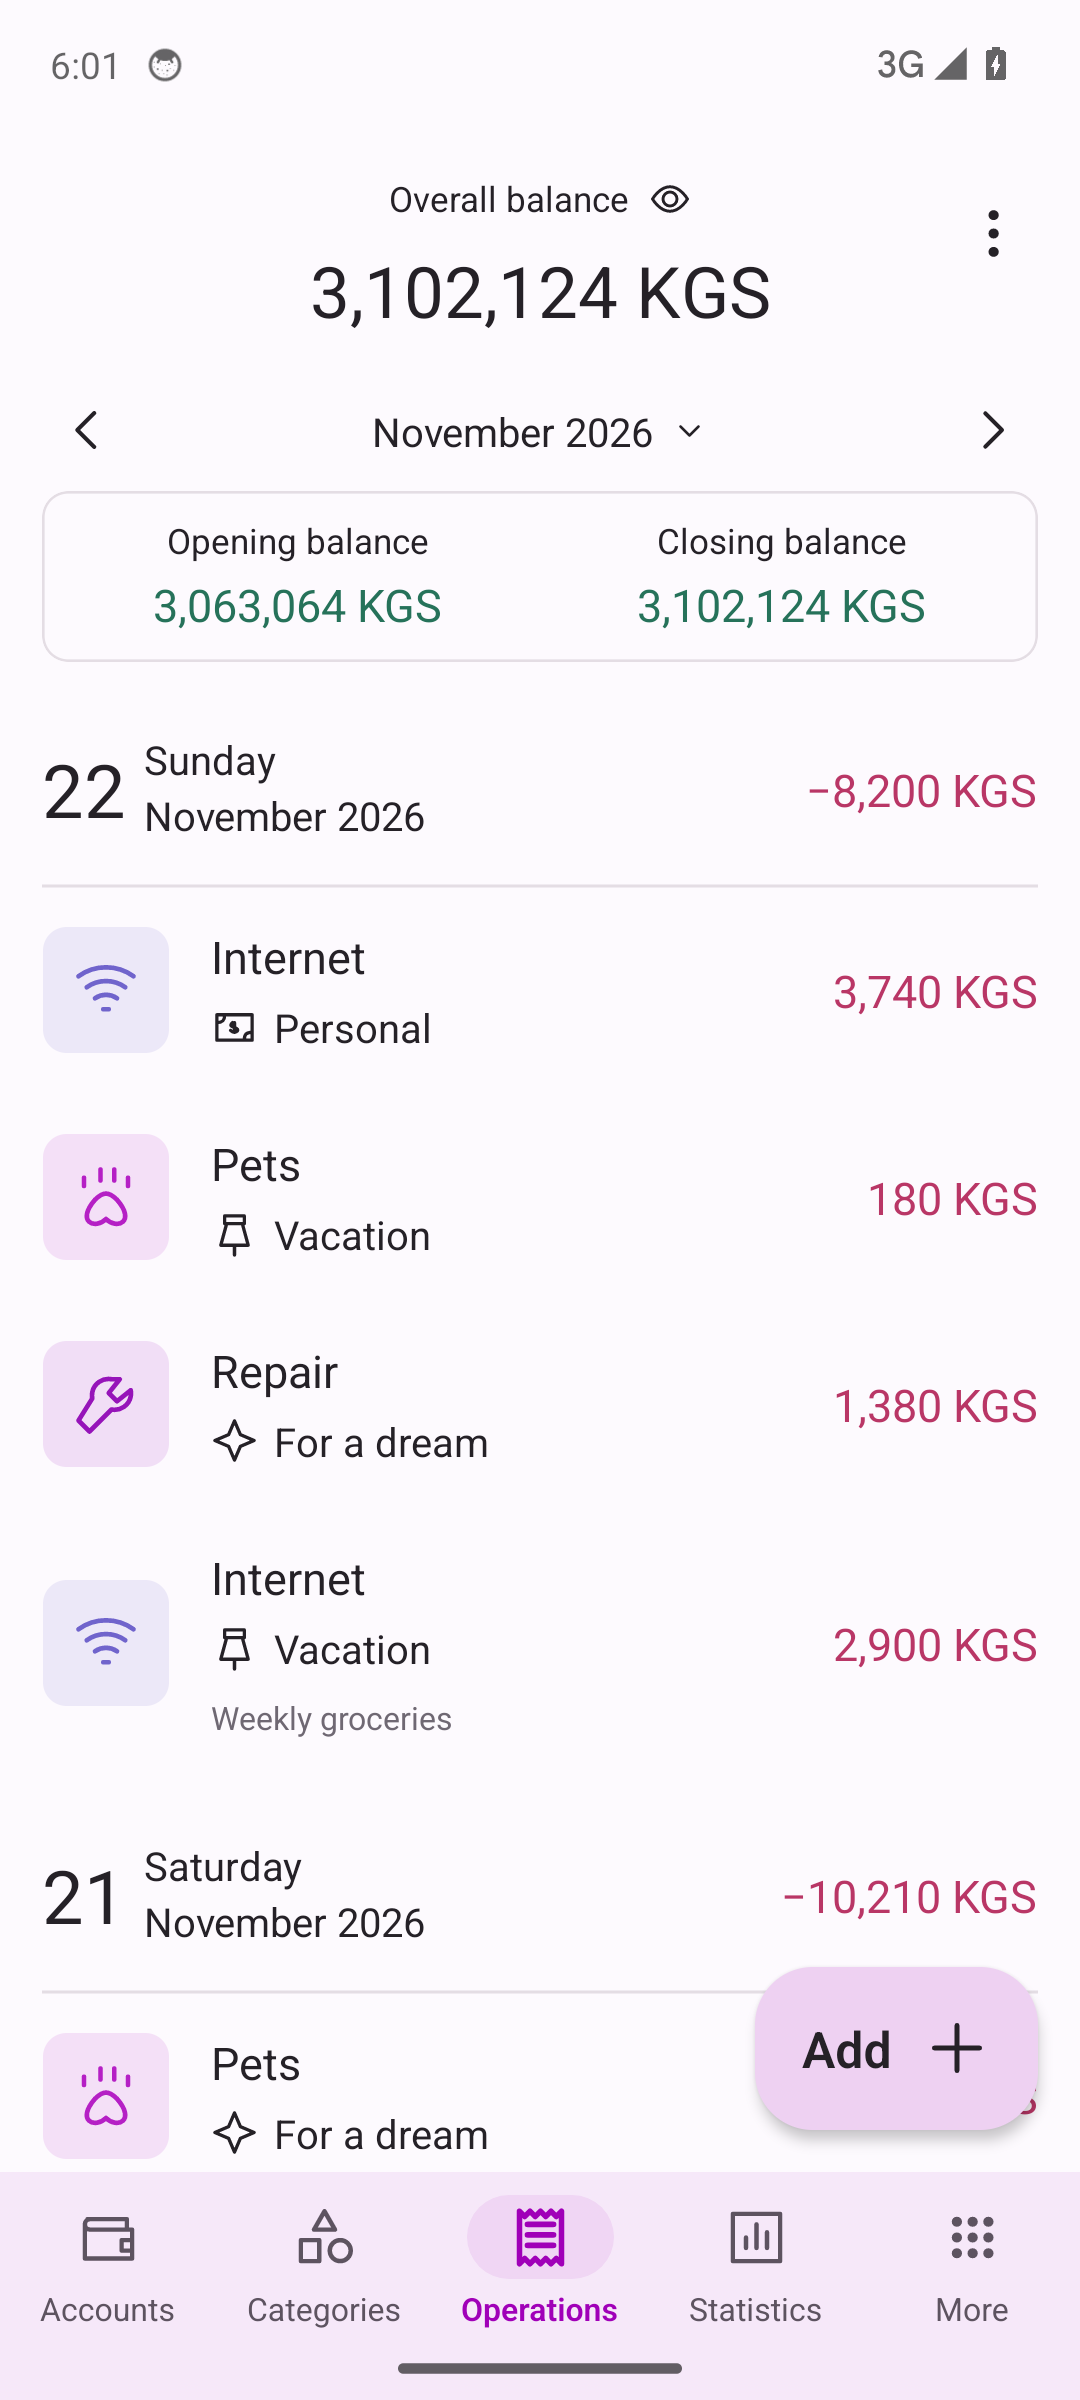 6:01
3G
Overall balance
3,102,124 KGS
November 2026
Opening balance
Closing balance
3,063,064 KGS
3,102,124 KGS
22
Sunday
November 2026
−8,200 KGS
Internet
Personal
3,740 KGS
Pets
Vacation
180 KGS
Repair
For a dream
1,380 KGS
Internet
Vacation
Weekly groceries
2,900 KGS
21
Saturday
November 2026
−10,210 KGS
Pets
For a dream
Add
Accounts
Categories
Operations
Statistics
More